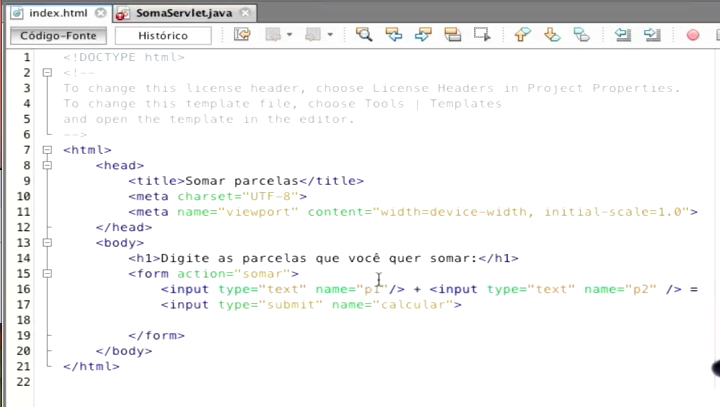 index.html SomaServlet.java
Código-Fonte Histórico
1 <!DOCTYPE html>
2 <!--
3 To change this license header, choose License Headers in Project Properties.
4 To change this template file, choose Tools | Templates
5 and open the template in the editor.
6 -->
7 <html>
8 <head>
9 <title>Somar parcelas</title>
10 <meta charset="UTF-8">
11 <meta name="viewport" content="width=device-width, initial-scale=1.0">
12 </head>
13 <body>
14 <h1>Digite as parcelas que você quer somar:</h1>
15 <form action="somar">
16 <input type="text" name="p1"/> + <input type="text" name="p2" /> =
17 <input type="submit" name="calcular">
18
19 </form>
20 </body>
21 </html>
22